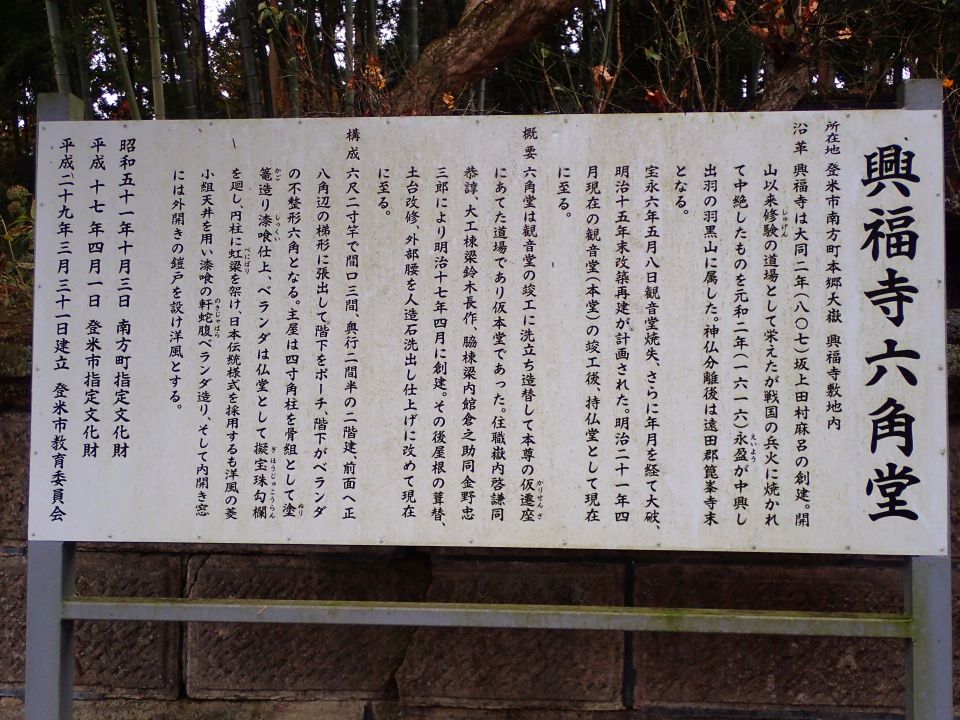 興福寺六角堂
所在地 登米市南方町本郷大嶽 興福寺敷地内
沿革 興福寺は大同二年(八〇七)坂上田村麻呂の創建。開
山以来修験の道場として栄えたが戦国の兵火に焼かれ
て中絶したものを元和二年(一六一六)永盈が中興し
出羽の羽黒山に属した。神仏分離後は遠田郡篦峯寺末
となる。
宝永六年五月八日観音堂焼失、さらに年月を経て大破、
明治十五年末改築再建が計画された。明治二十一年四
月現在の観音堂(本堂)の竣工後、持仏堂として現在
に至る。
概要 六角堂は観音堂の竣工に洗立ち造替して本尊の仮遷座
にあてた道場であり仮本堂であった。住職嶽内啓謙同
恭諄、大工棟梁鈴木長作、脇棟梁内館倉之助同金野忠
三郎により明治十七年四月に創建。その後屋根の葺替、
土台改修、外部腰を人造石洗出し仕上げに改めて現在
に至る。
構成 六尺二寸竿で間口三間、奥行二間半の二階建、前面へ正
八角辺の梯形に張出して階下をポーチ、階下がベランダ
の不整形六角となる。主屋は四寸角柱を骨組として塗
篭造り漆喰仕上、ベランダは仏堂として擬宝珠勾欄
を廻し、円柱に虹梁を架け、日本伝統様式を採用するも洋風の菱
小組天井を用い漆喰の軒蛇腹ベランダ造り、そして内開き窓
には外開きの鎧戸を設け洋風とする。
昭和五十一年十月三日 南方町指定文化財
平成十七年四月一日 登米市指定文化財
平成二十九年三月三十一日建立 登米市教育委員会